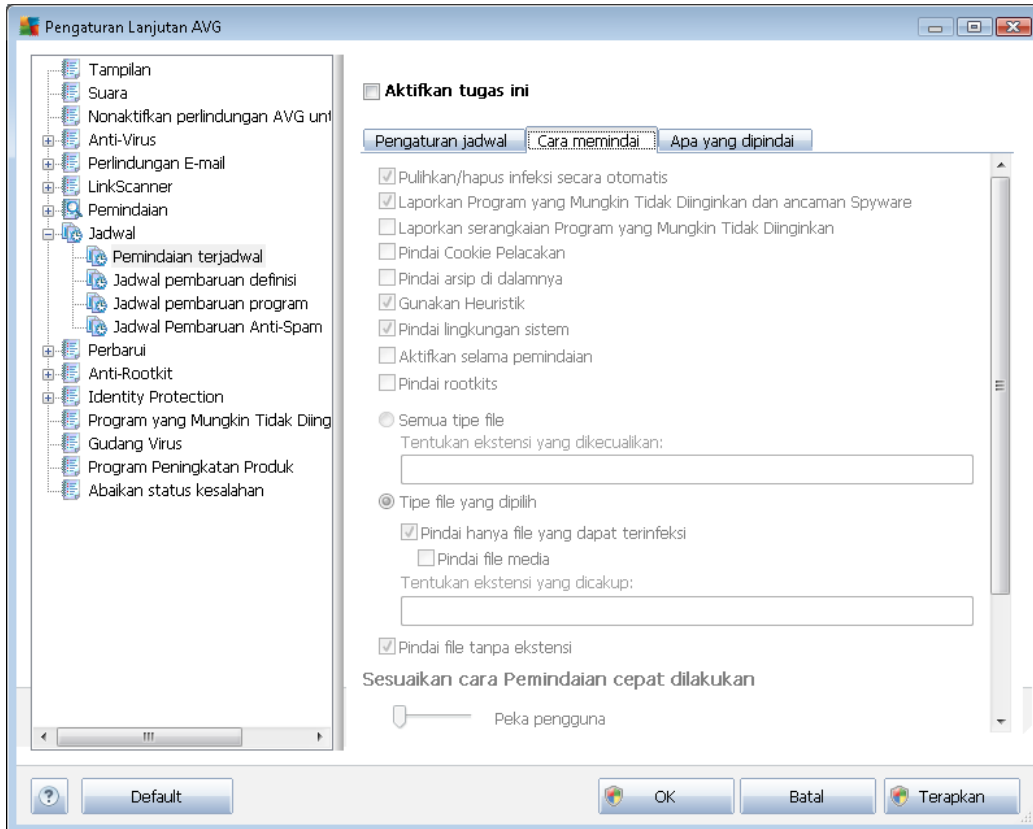 Pengaturan Lanjutan AVG
Tampilan
Suara
Nonaktifkan perlindungan AVG unt
Anti-Virus
Perlindungan E-mail
LinkScanner
Pemindaian
Jadwal
Pemindaian terjadwal
Jadwal pembaruan definisi
Jadwal pembaruan program
Jadwal Pembaruan Anti-Spam
Perbarui
Anti-Rootkit
Identity Protection
Program yang Mungkin Tidak Diing
Gudang Virus
Program Peningkatan Produk
Abaikan status kesalahan
Aktifkan tugas ini
Pengaturan jadwal
Cara memindai
Apa yang dipindai
Pulihkan/hapus infeksi secara otomatis
Laporkan Program yang Mungkin Tidak Diinginkan dan ancaman Spyware
Laporkan serangkaian Program yang Mungkin Tidak Diinginkan
Pindai Cookie Pelacakan
Pindai arsip di dalamnya
Gunakan Heuristik
Pindai lingkungan sistem
Aktifkan selama pemindaian
Pindai rootkits
Semua tipe file
Tentukan ekstensi yang dikecualikan:
Tipe file yang dipilih
Pindai hanya file yang dapat terinfeksi
Pindai file media
Tentukan ekstensi yang dicakup:
Pindai file tanpa ekstensi
Sesuaikan cara Pemindaian cepat dilakukan
Peka pengguna
? Default OK Batal Terapkan